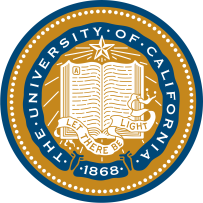 · THE · UNIVERSITY · OF · CALIFORNIA ·
A
LET THERE BE LIGHT
· 1868 ·